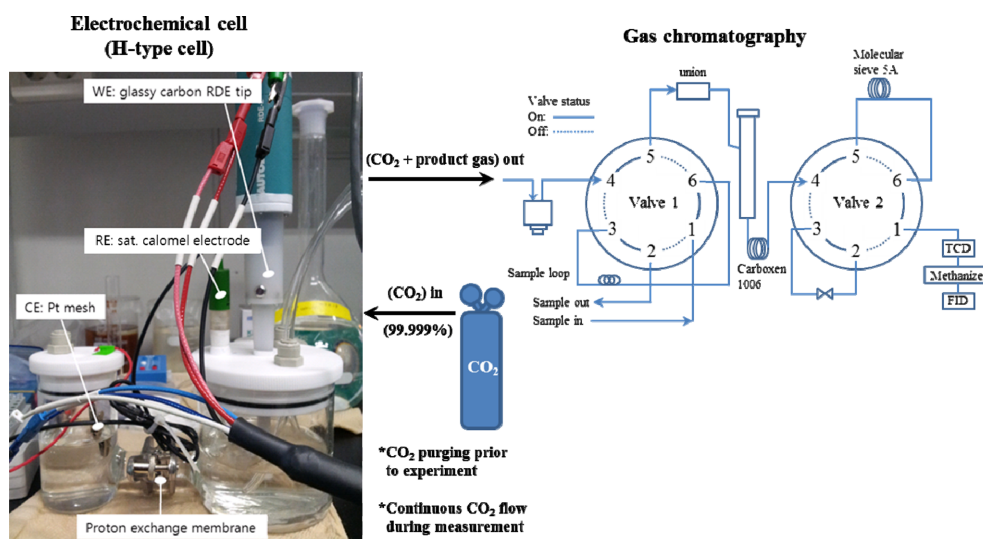 Electrochemical cell
(H-type cell)
WE: glassy carbon RDE tip
RE: sat. calomel electrode
CE: Pt mesh
Proton exchange membrane
(CO₂ + product gas) out
(CO₂) in
(99.999%)
CO₂
*CO₂ purging prior
to experiment
*Continuous CO₂ flow
during measurement
Gas chromatography
union
Valve status
On:
Off:
Molecular
sieve 5A
5
4
6
Valve 1
3
1
2
Sample loop
Sample out
Sample in
Carboxen
1006
5
4
6
Valve 2
3
1
2
TCD
Methanize
FID